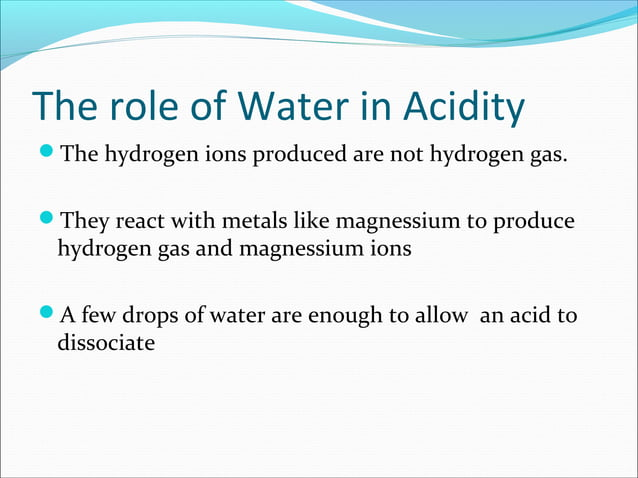 The role of Water in Acidity
The hydrogen ions produced are not hydrogen gas.
They react with metals like magnessium to produce
hydrogen gas and magnessium ions
A few drops of water are enough to allow  an acid to
dissociate